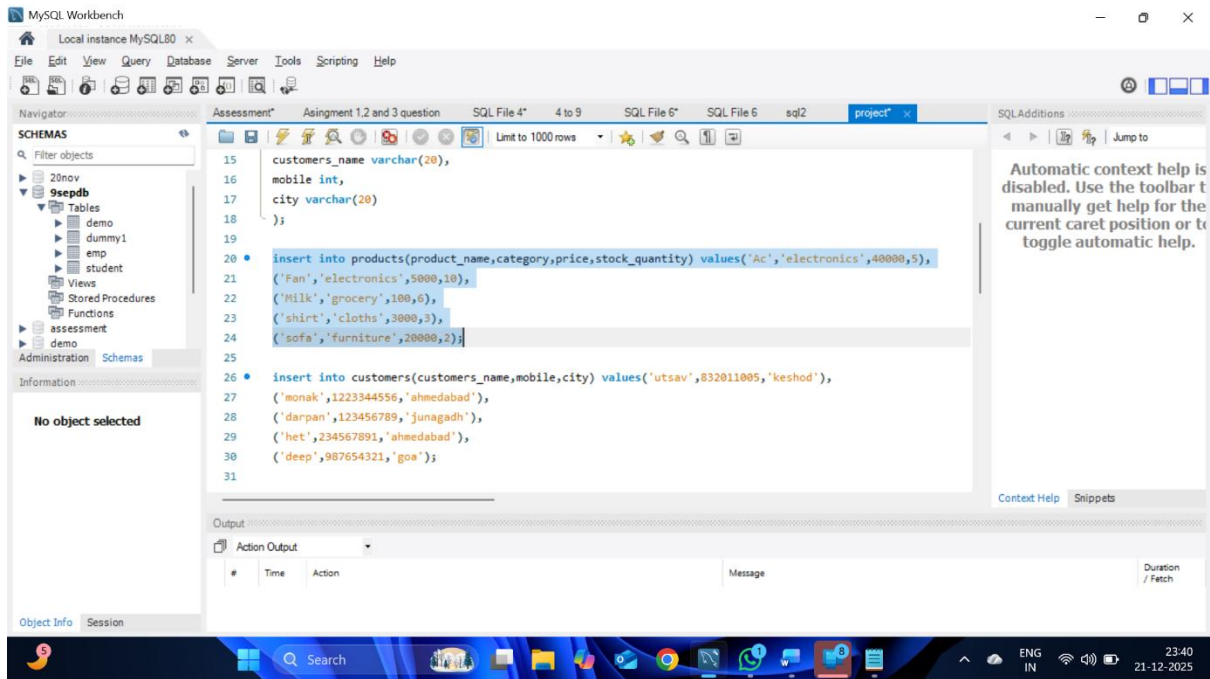 MySQL Workbench
Local instance MySQL80 ×
File Edit View Query Database Server Tools Scripting Help
Navigator
SCHEMAS
Filter objects
20nov
9sepdb
Tables
demo
dummy1
emp
student
Views
Stored Procedures
Functions
assessment
demo
Administration Schemas
Information
No object selected
Object Info Session
Assessment* Asingment 1,2 and 3 question SQL File 4* 4 to 9 SQL File 6* SQL File 6 sql2 project* ×
Limit to 1000 rows
15 customers_name varchar(20),
16 mobile int,
17 city varchar(20)
18 );
19
20 insert into products(product_name,category,price,stock_quantity) values('Ac','electronics',40000,5),
21 ('Fan','electronics',5000,10),
22 ('Milk','grocery',100,6),
23 ('shirt','cloths',3000,3),
24 ('sofa','furniture',20000,2);
25
26 insert into customers(customers_name,mobile,city) values('utsav',832011005,'keshod'),
27 ('monak',1223344556,'ahmedabad'),
28 ('darpan',123456789,'junagadh'),
29 ('het',234567891,'ahmedabad'),
30 ('deep',987654321,'goa');
31
Output
Action Output
# Time Action Message Duration / Fetch
SQLAdditions
Jump to
Automatic context help is
disabled. Use the toolbar t
manually get help for the
current caret position or to
toggle automatic help.
Context Help Snippets
5
Search
1
8
ENG
IN
23:40
21-12-2025